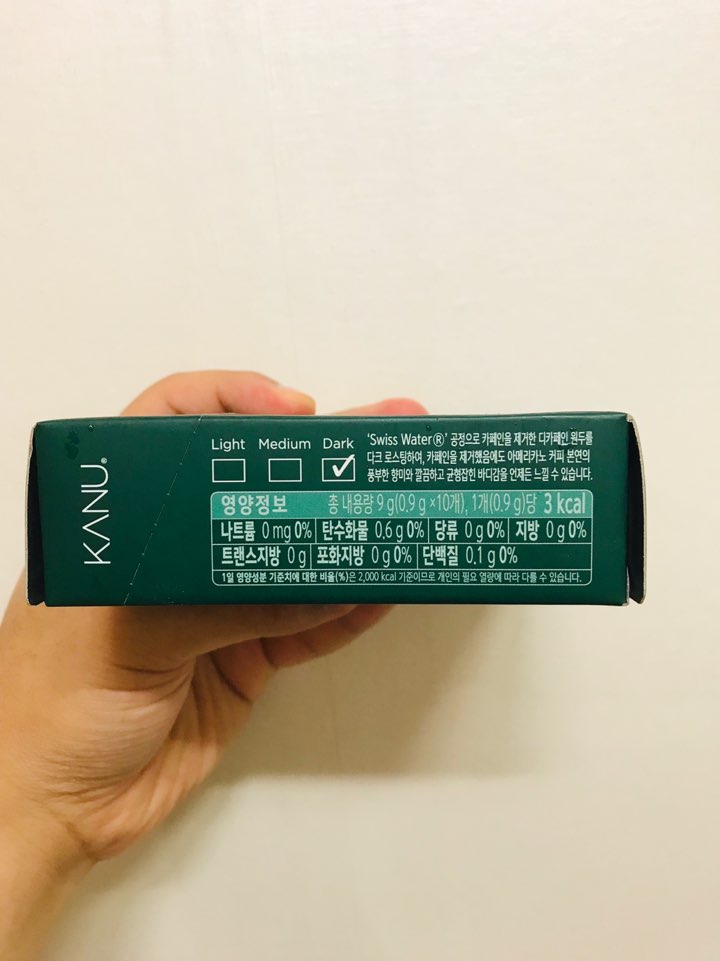 KANU®
Light Medium Dark
'Swiss Water®' 공정으로 카페인을 제거한 디카페인 원두를
다크 로스팅하여, 카페인을 제거했음에도 아메리카노 커피 본연의
풍부한 향미와 깔끔하고 균형잡힌 바디감을 언제든 느낄 수 있습니다.
영양정보 총 내용량 9 g(0.9 g ×10개), 1개(0.9 g)당 3 kcal
나트륨 0 mg 0% 탄수화물 0.6 g 0% 당류 0 g 0% 지방 0 g 0%
트랜스지방 0 g 포화지방 0 g 0% 단백질 0.1 g 0%
1일 영양성분 기준치에 대한 비율(%)은 2,000 kcal 기준이므로 개인의 필요 열량에 따라 다를 수 있습니다.